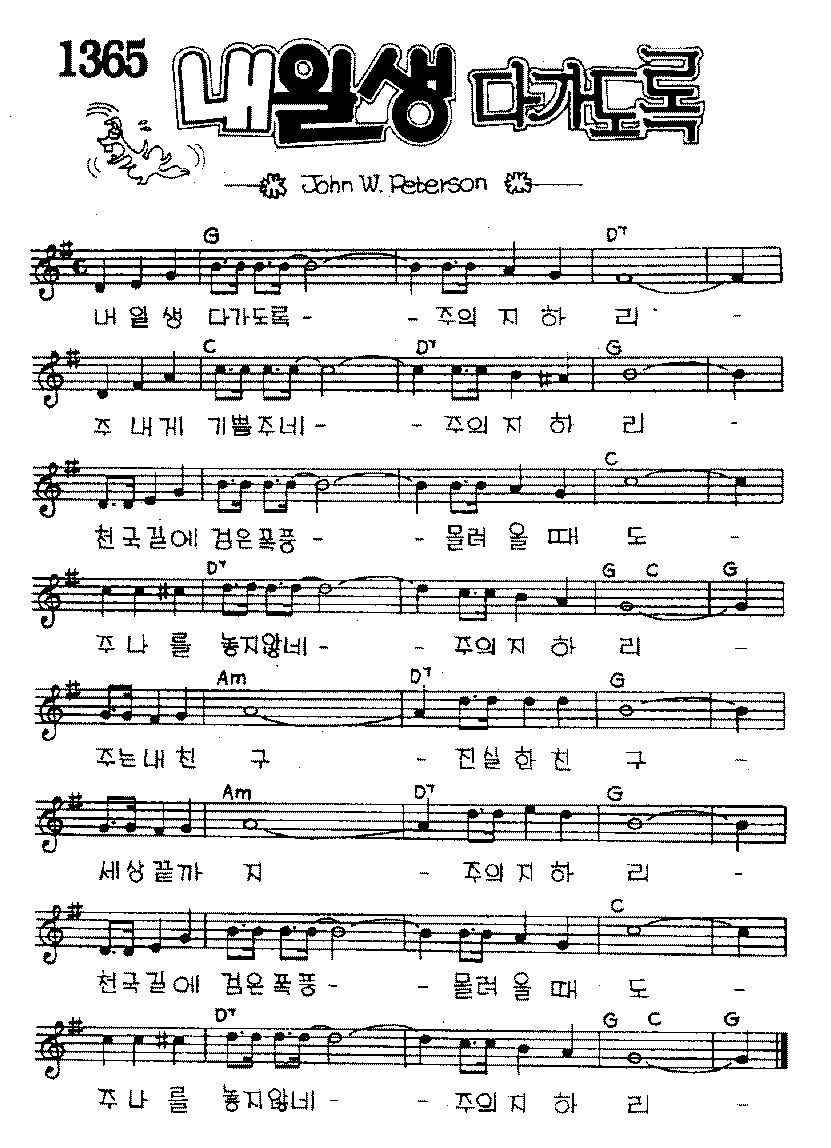 1365
내일생 다가도록
John W. Peterson
G D7
내 일 생 다가도록 - - 주의 지 하 리 -
C D7 G
주 내게 기쁨주네 - - 주의 지 하 리 -
C
천국길에 검은폭풍 - - 몰려 올 때 도 -
D7 G C G
주 나 를 놓지않네 - - 주의 지 하 리 -
Am D7 G
주는내친 구 - 진실 한 친 구 -
Am D7 G
세상끝까 지 - 주의 지 하 리 -
C
천국길에 검은폭풍 - - 몰려 올 때 도 -
D7 G C G
주 나 를 놓지않네 - - 주의 지 하 리 -